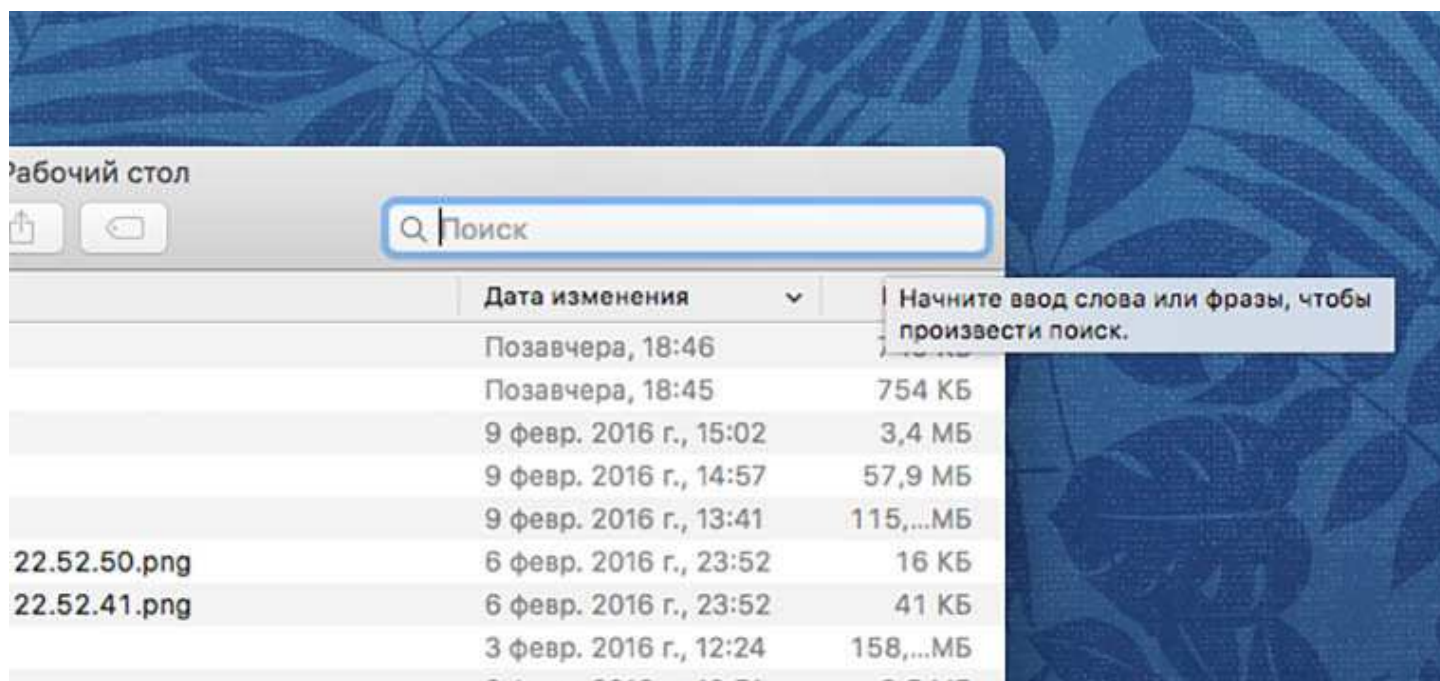 Рабочий стол
Поиск
Дата изменения
Начните ввод слова или фразы, чтобы
произвести поиск.
Позавчера, 18:46
Позавчера, 18:45 754 КБ
9 февр. 2016 г., 15:02 3,4 МБ
9 февр. 2016 г., 14:57 57,9 МБ
9 февр. 2016 г., 13:41 115,...МБ
22.52.50.png 6 февр. 2016 г., 23:52 16 КБ
22.52.41.png 6 февр. 2016 г., 23:52 41 КБ
3 февр. 2016 г., 12:24 158,...МБ